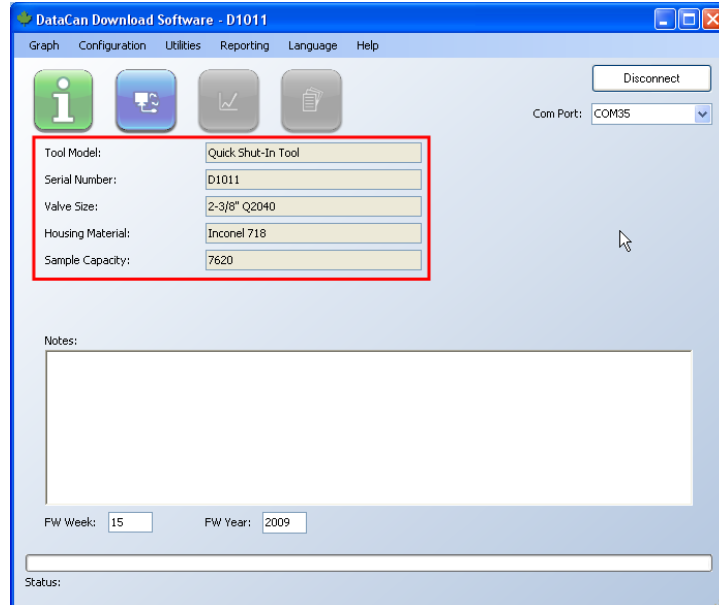 DataCan Download Software - D1011
Graph Configuration Utilities Reporting Language Help
Disconnect
Com Port: COM35
Tool Model: Quick Shut-In Tool
Serial Number: D1011
Valve Size: 2-3/8" Q2040
Housing Material: Inconel 718
Sample Capacity: 7620
Notes:
FW Week: 15 FW Year: 2009
Status: